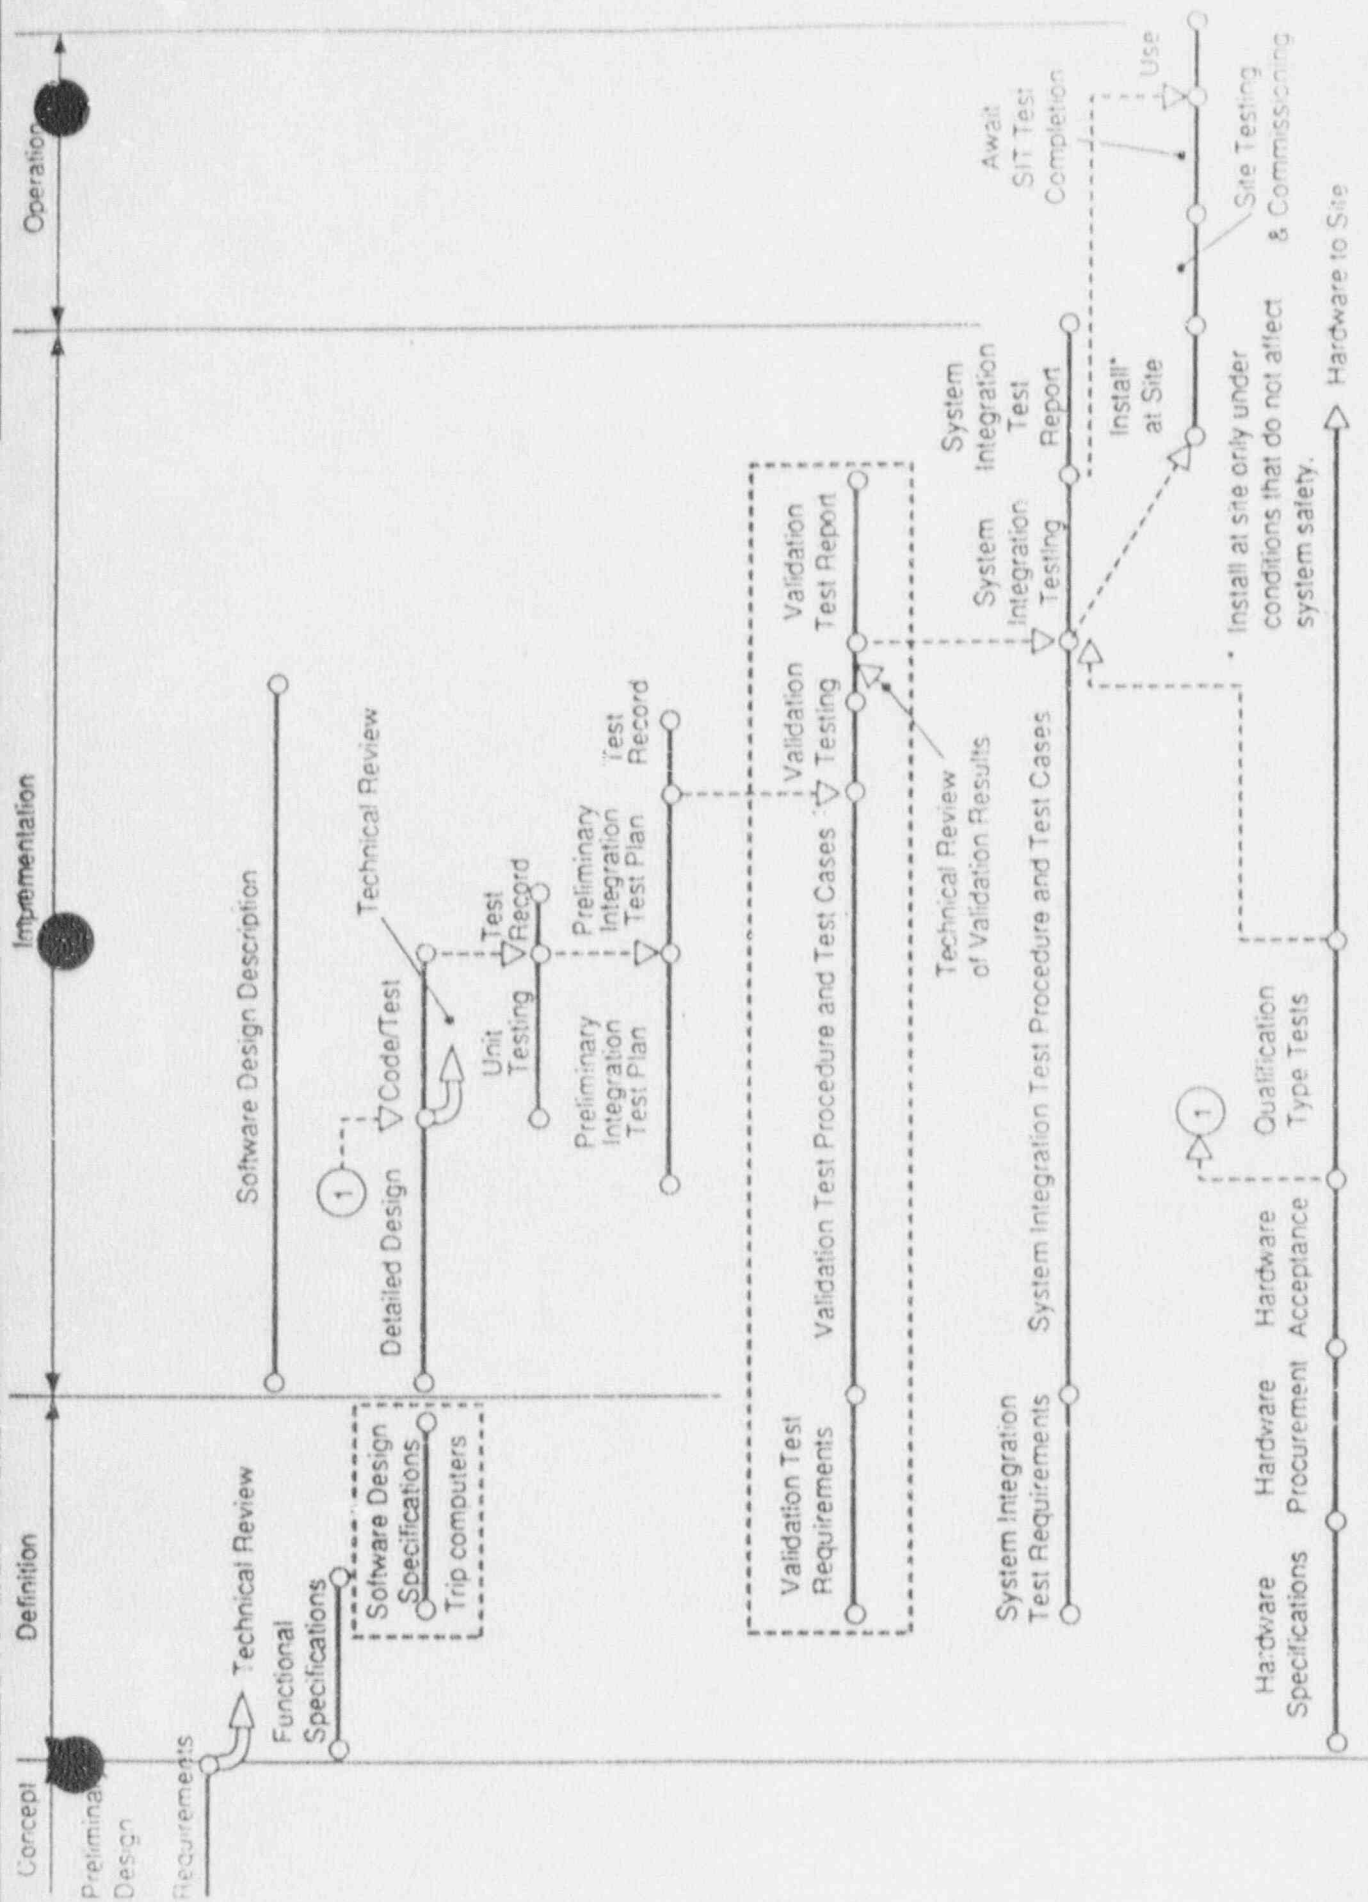 Concept
Definition
Implementation
Operation
Preliminary
Design
Requirements
Technical Review
Functional
Specifications
Software Design
Specifications
Trip computers
Software Design Description
1
Detailed Design
Code/Test
Technical Review
Unit
Testing
Test
Record
Preliminary
Integration
Test Plan
Preliminary
Integration
Test Plan
Test
Record
Validation Test
Requirements
Validation Test Procedure and Test Cases
Validation
Testing
Validation
Test Report
Technical Review
of Validation Results
System Integration
Test Requirements
System Integration Test Procedure and Test Cases
System
Integration
Testing
System
Integration
Test
Report
Await
SIT Test
Completion
Install*
at Site
Use
Site Testing
& Commissioning
* Install at site only under
conditions that do not affect
system safety.
Hardware
Specifications
Hardware
Procurement
Hardware
Acceptance
1
Qualification
Type Tests
Hardware to Site